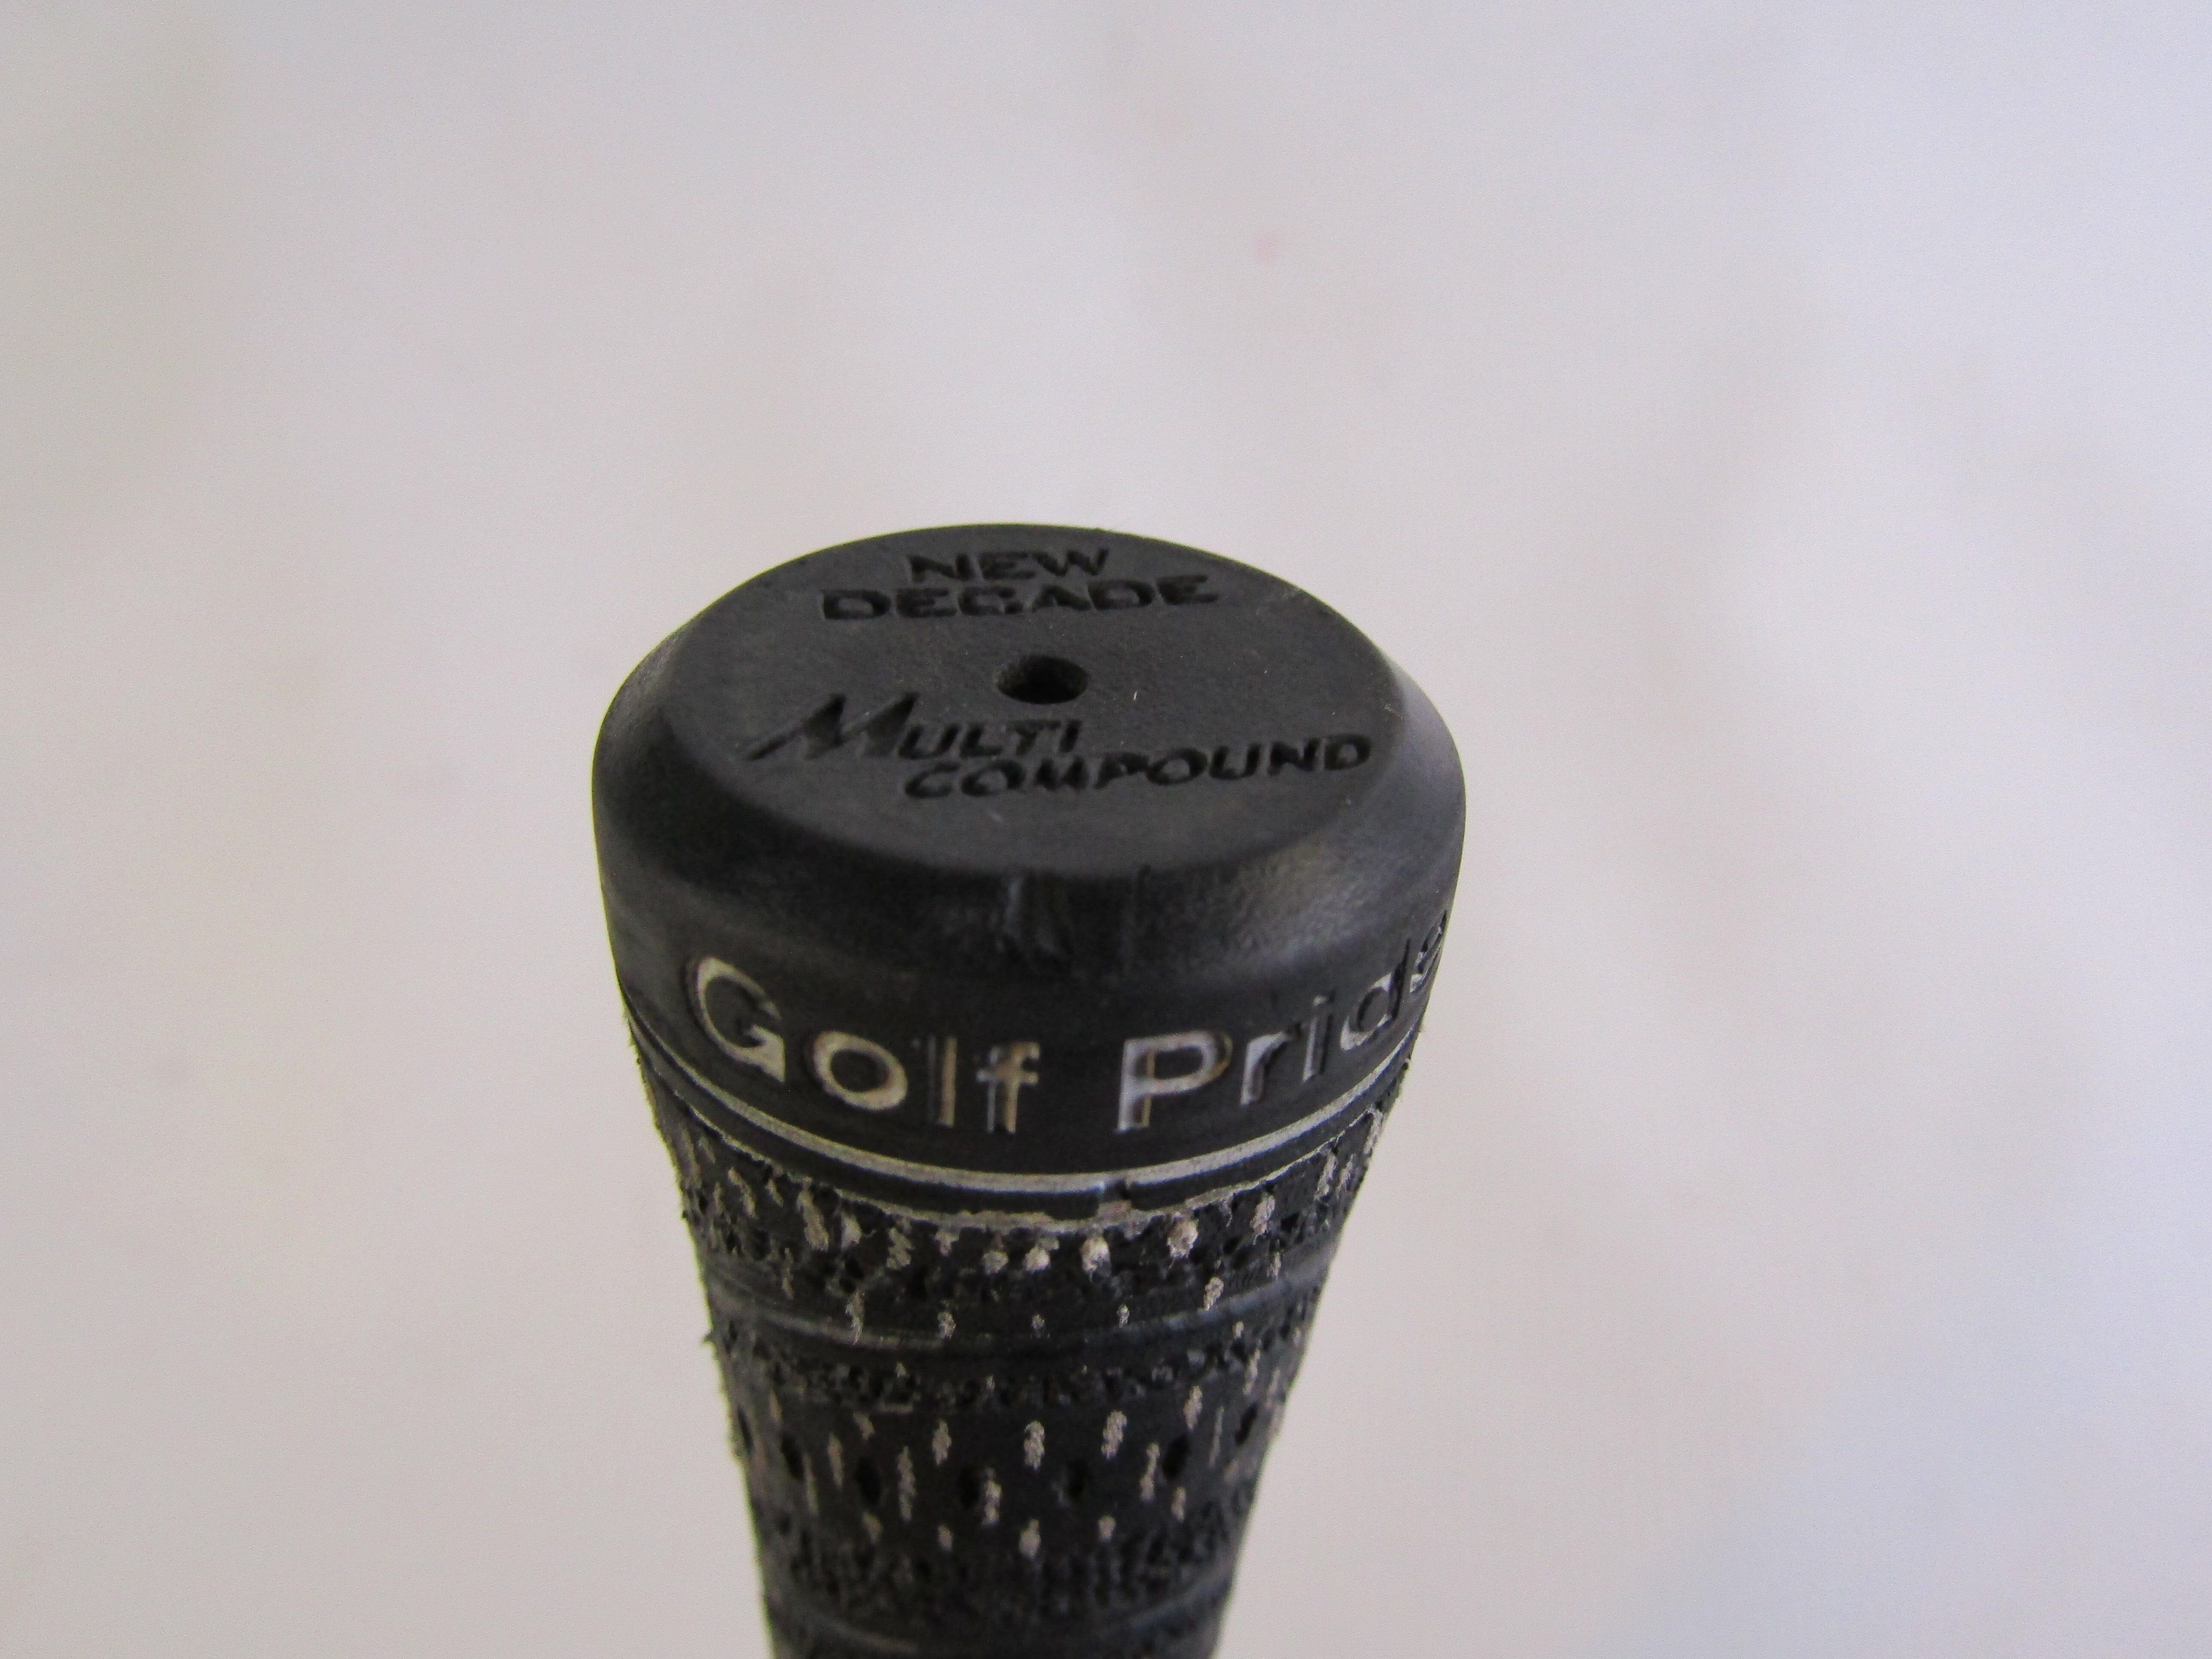 NEW
DECADE
MULTI
COMPOUND
Golf Pride